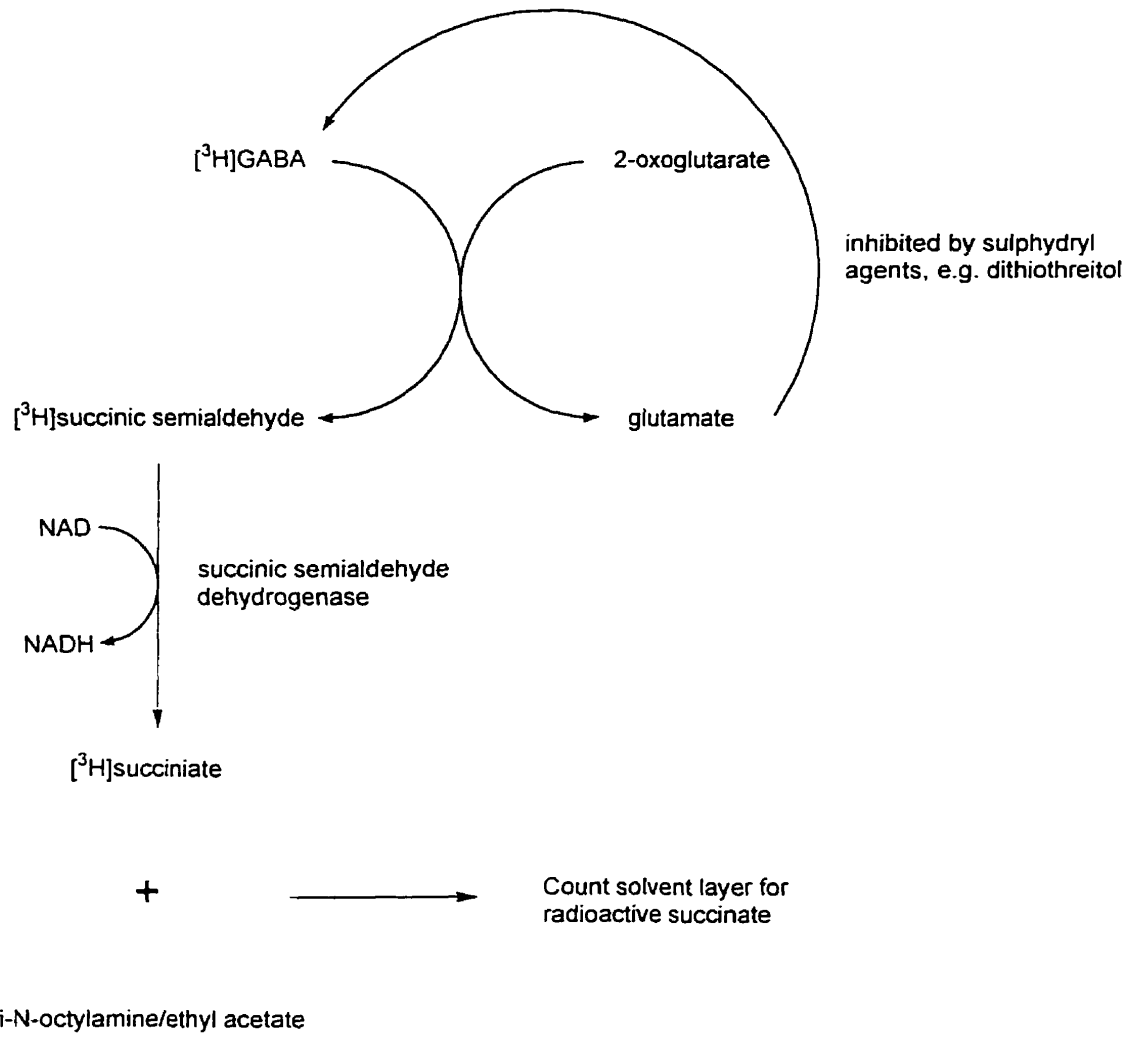 [³H]GABA
2-oxoglutarate
inhibited by sulphydryl
agents, e.g. dithiothreitol
[³H]succinic semialdehyde
glutamate
NAD
succinic semialdehyde
dehydrogenase
NADH
[³H]succiniate
+
Count solvent layer for
radioactive succinate
i-N-octylamine/ethyl acetate